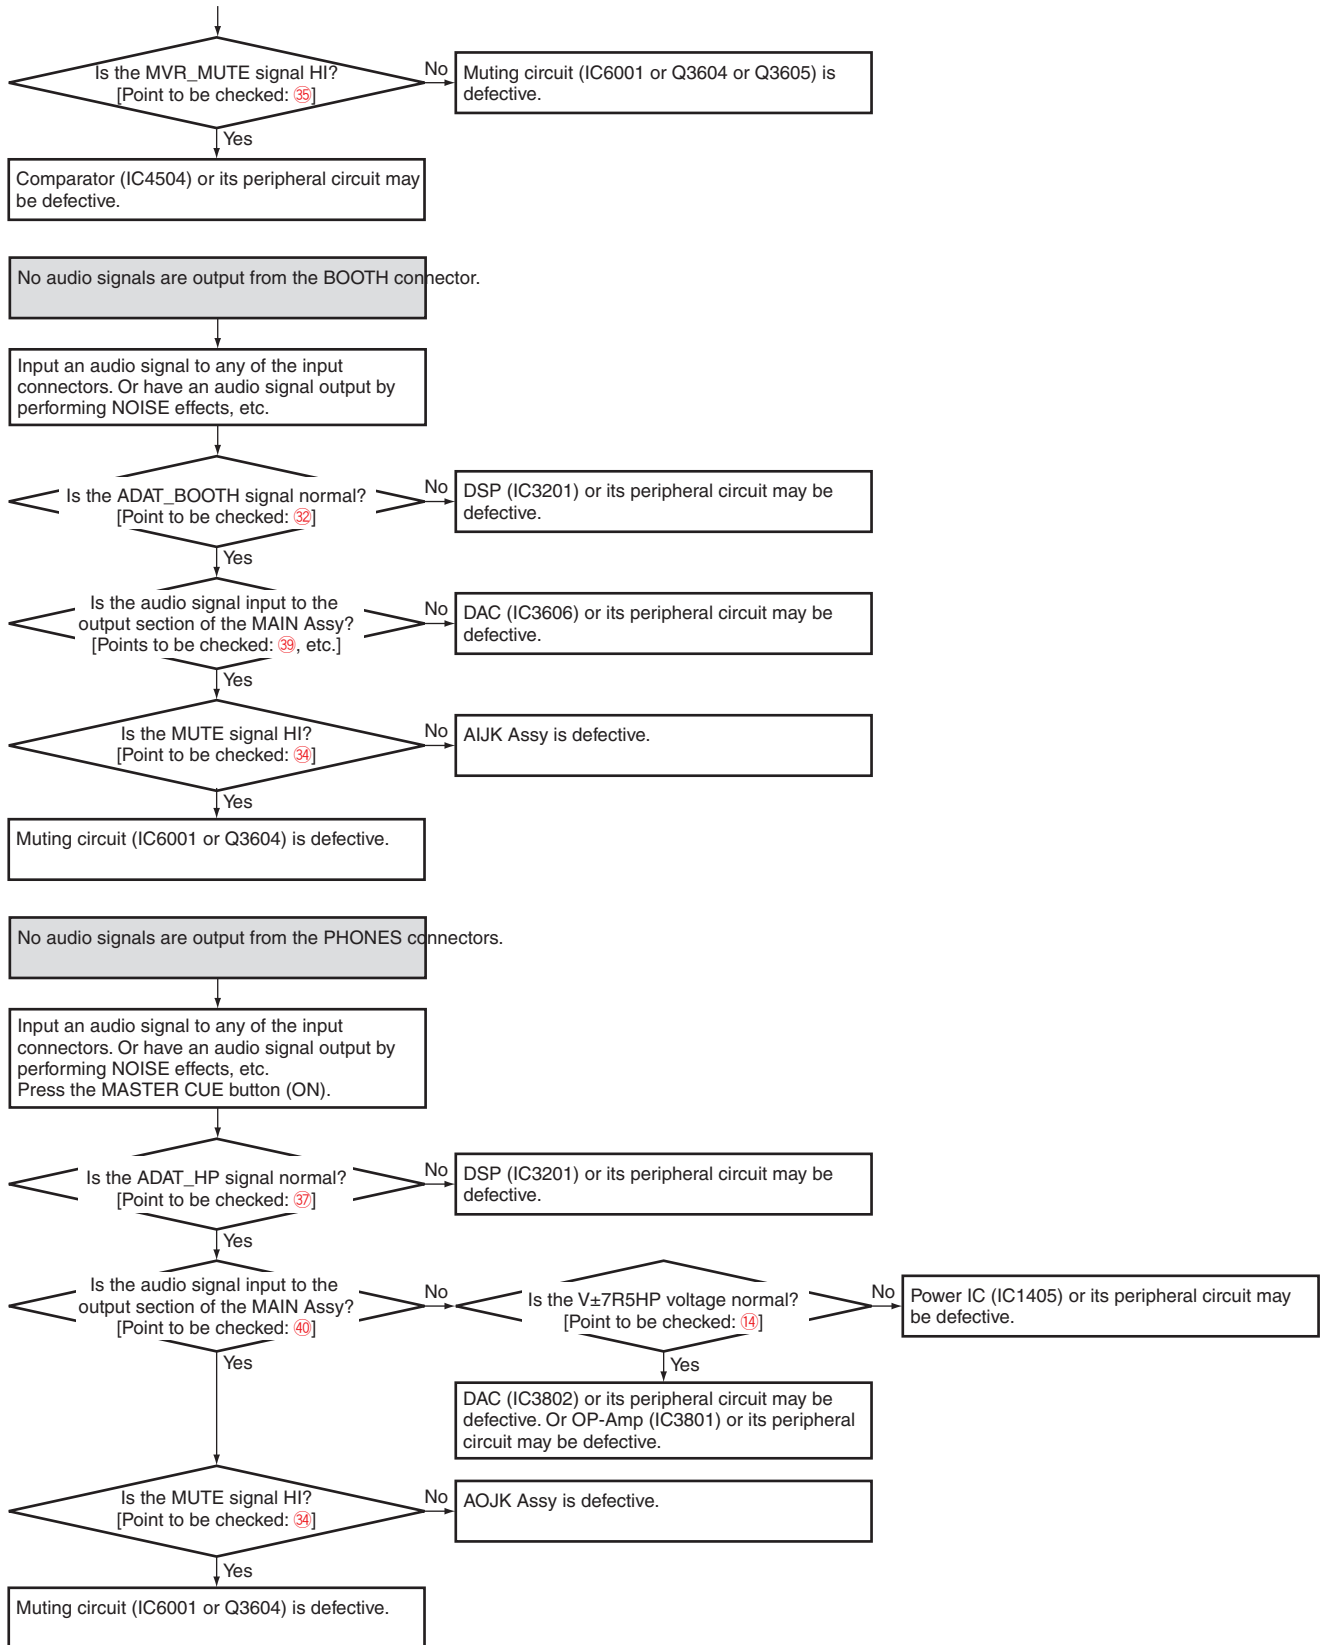 Is the MVR_MUTE signal HI?
[Point to be checked: ㉟]
No
Muting circuit (IC6001 or Q3604 or Q3605) is
defective.
Yes
Comparator (IC4504) or its peripheral circuit may
be defective.
No audio signals are output from the BOOTH connector.
Input an audio signal to any of the input
connectors. Or have an audio signal output by
performing NOISE effects, etc.
Is the ADAT_BOOTH signal normal?
[Point to be checked: ㉜]
No
DSP (IC3201) or its peripheral circuit may be
defective.
Yes
Is the audio signal input to the
output section of the MAIN Assy?
[Points to be checked: ㊴, etc.]
No
DAC (IC3606) or its peripheral circuit may be
defective.
Yes
Is the MUTE signal HI?
[Point to be checked: ㉞]
No
AIJK Assy is defective.
Yes
Muting circuit (IC6001 or Q3604) is defective.
No audio signals are output from the PHONES connectors.
Input an audio signal to any of the input
connectors. Or have an audio signal output by
performing NOISE effects, etc.
Press the MASTER CUE button (ON).
Is the ADAT_HP signal normal?
[Point to be checked: ㊲]
No
DSP (IC3201) or its peripheral circuit may be
defective.
Yes
Is the audio signal input to the
output section of the MAIN Assy?
[Point to be checked: ㊵]
No
Is the V±7R5HP voltage normal?
[Point to be checked: ⑭]
No
Power IC (IC1405) or its peripheral circuit may
be defective.
Yes
Yes
DAC (IC3802) or its peripheral circuit may be
defective. Or OP-Amp (IC3801) or its peripheral
circuit may be defective.
Is the MUTE signal HI?
[Point to be checked: ㉞]
No
AOJK Assy is defective.
Yes
Muting circuit (IC6001 or Q3604) is defective.